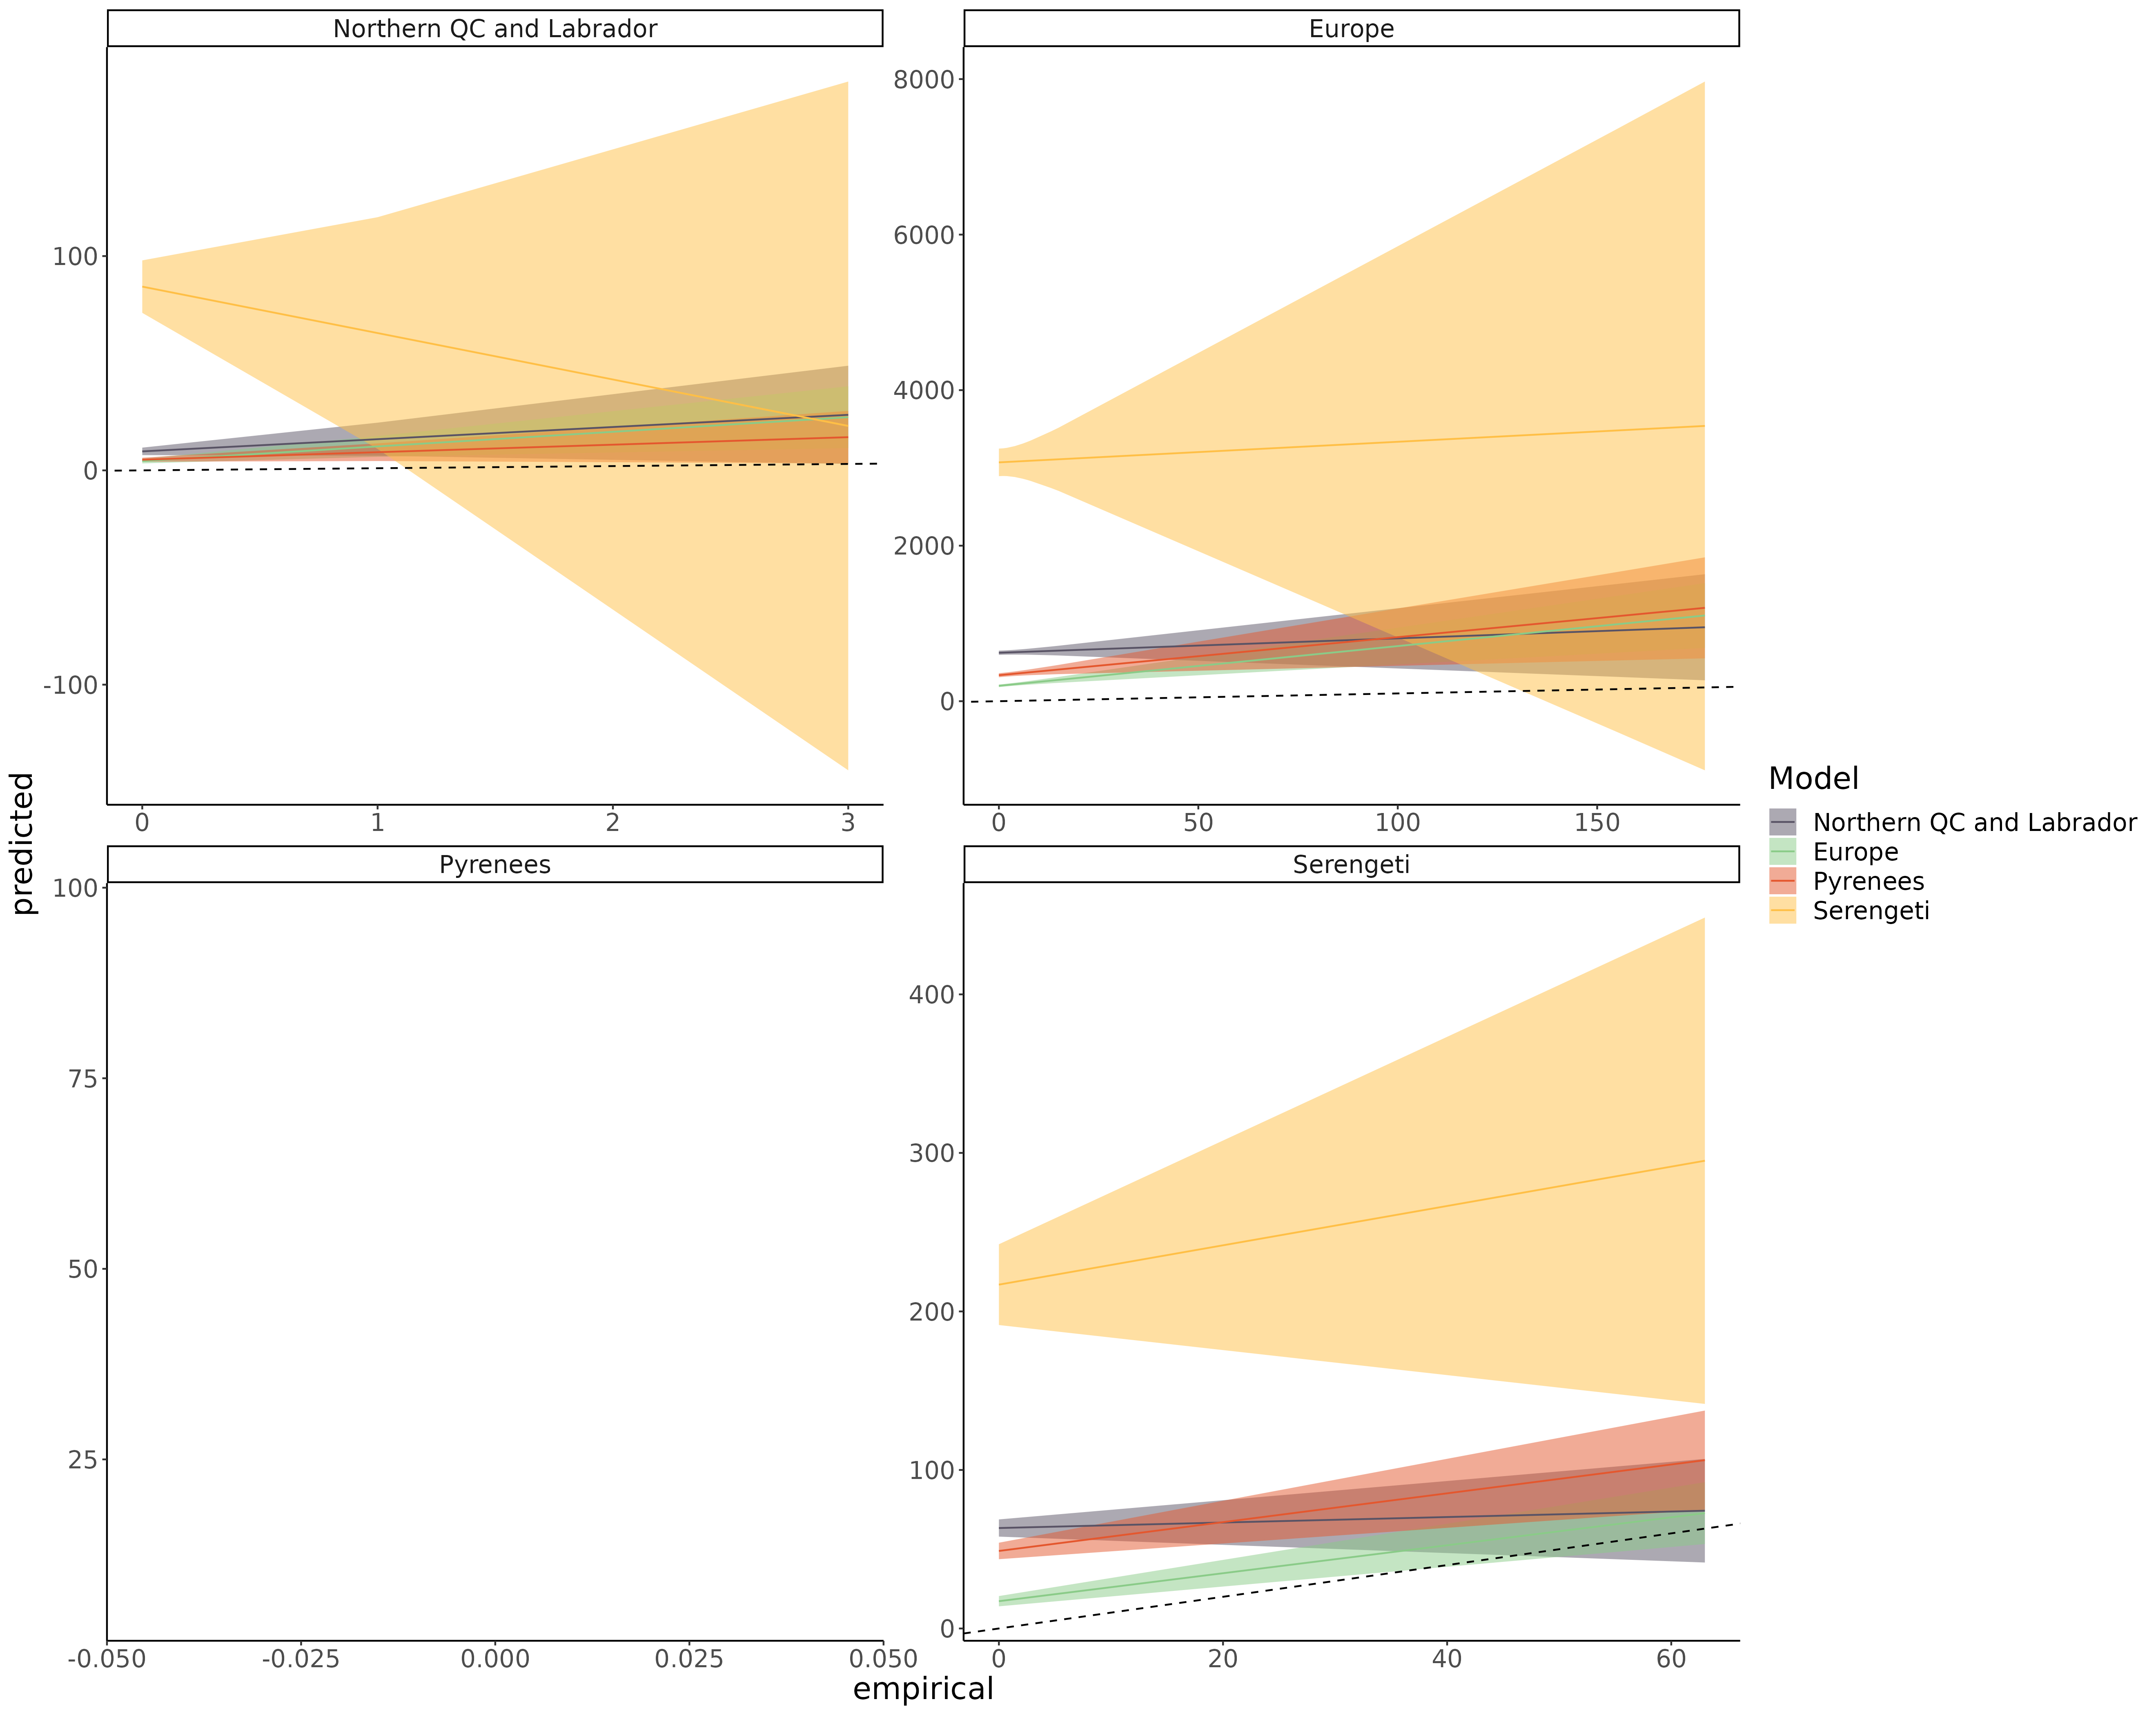 Northern QC and Labrador
Europe
100
0
-100
0 1 2 3
8000
6000
4000
2000
0
0 50 100 150
predicted
Pyrenees
Serengeti
100
75
50
25
-0.050 -0.025 0.000 0.025 0.050
400
300
200
100
0
0 20 40 60
empirical
Model
Northern QC and Labrador
Europe
Pyrenees
Serengeti